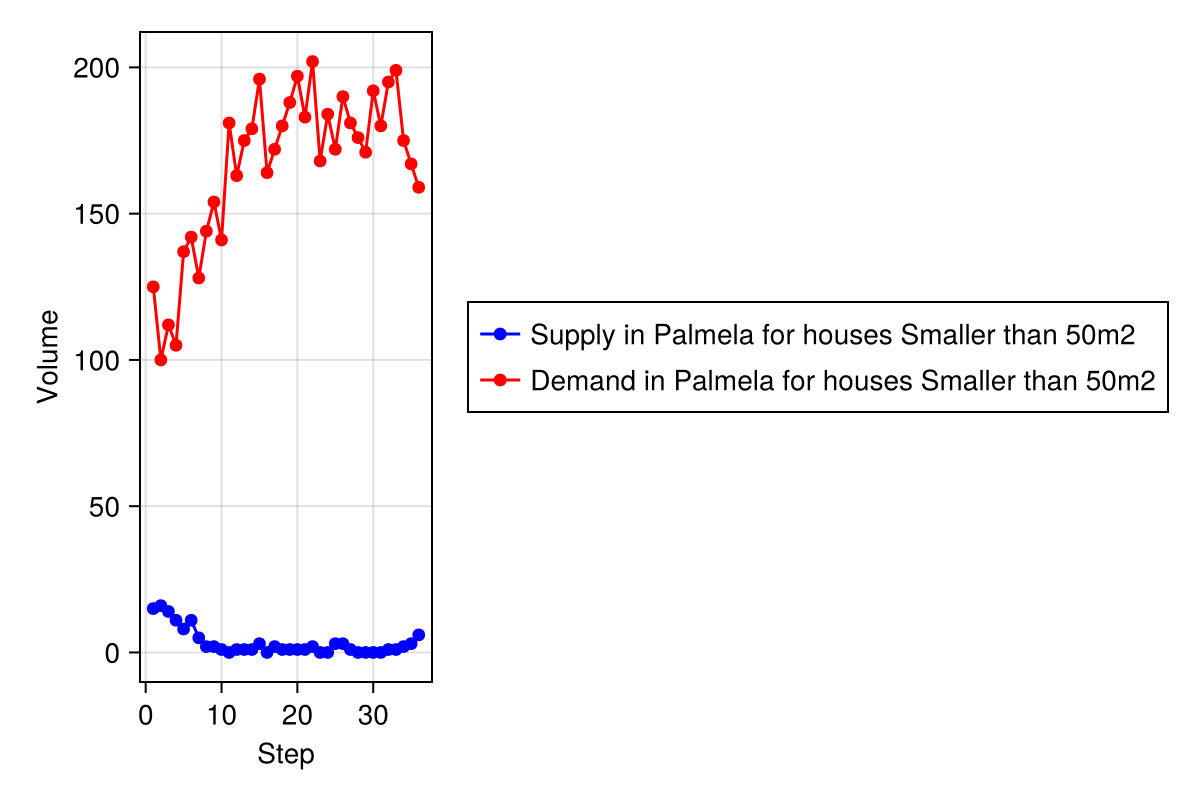 200
150
100
50
0
Volume
0 10 20 30
Step
Supply in Palmela for houses Smaller than 50m2
Demand in Palmela for houses Smaller than 50m2